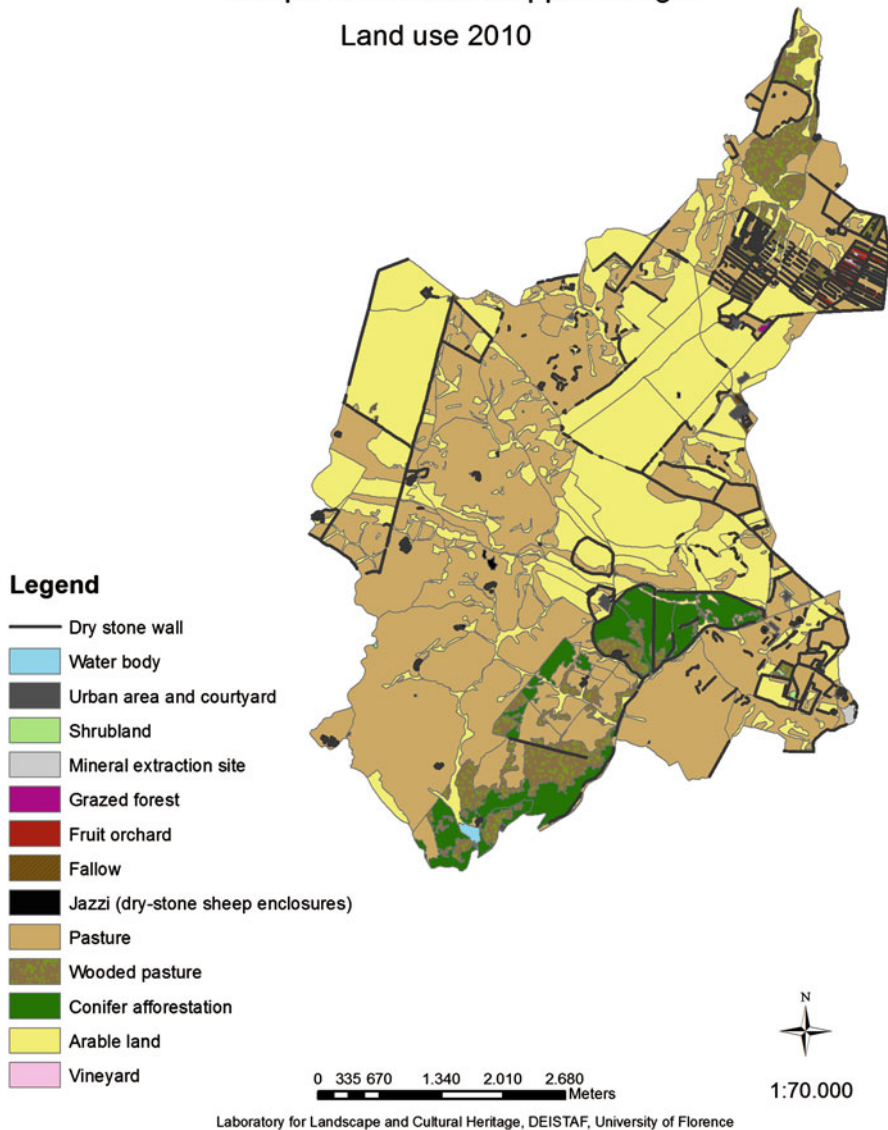 Land use 2010
Legend
Dry stone wall
Water body
Urban area and courtyard
Shrubland
Mineral extraction site
Grazed forest
Fruit orchard
Fallow
Jazzi (dry-stone sheep enclosures)
Pasture
Wooded pasture
Conifer afforestation
Arable land
Vineyard
N
0 335 670 1.340 2.010 2.680
Meters
1:70.000
Laboratory for Landscape and Cultural Heritage, DEISTAF, University of Florence